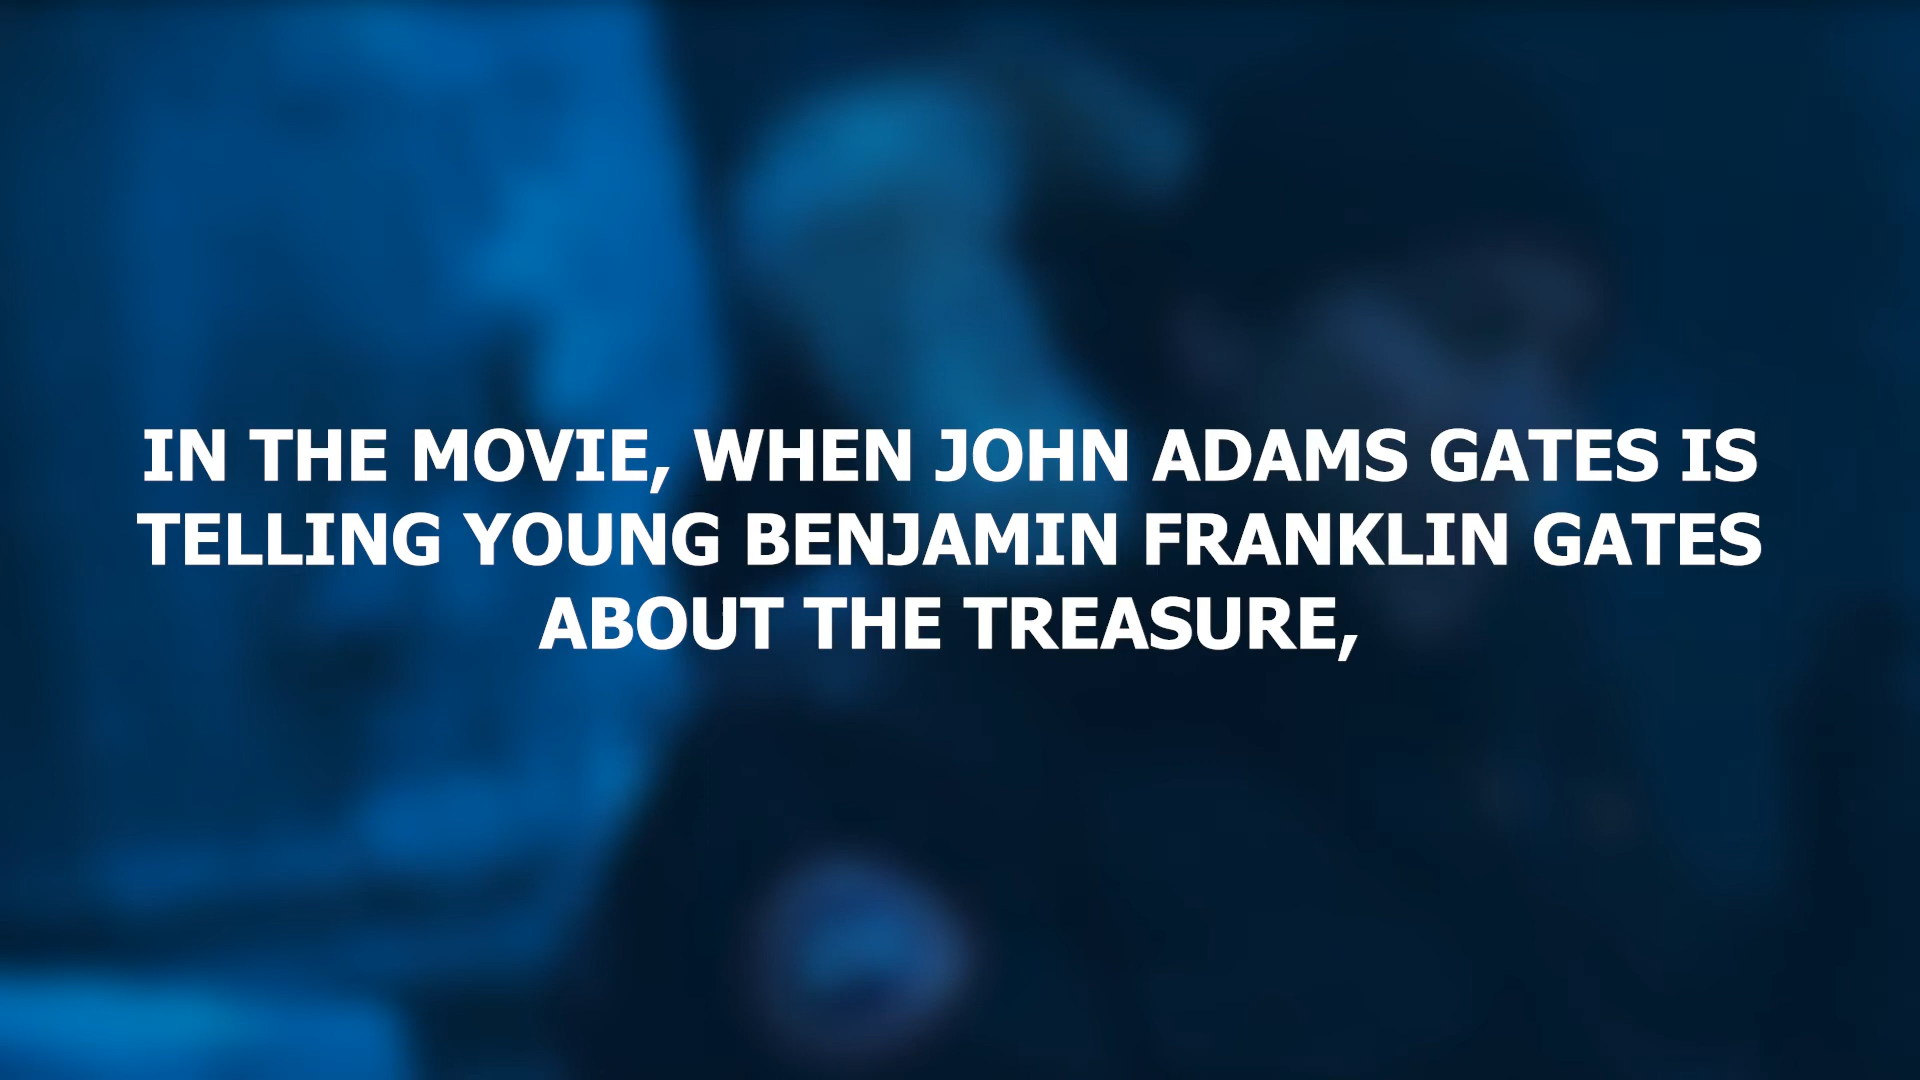 IN THE MOVIE, WHEN JOHN ADAMS GATES IS
TELLING YOUNG BENJAMIN FRANKLIN GATES
ABOUT THE TREASURE,